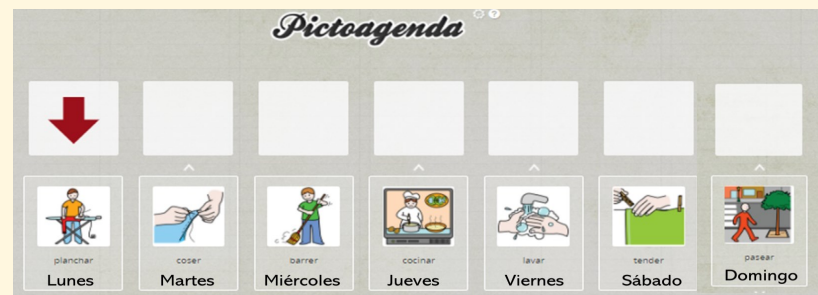 Pictoagenda
planchar coser barrer cocinar lavar tender pasear
Lunes Martes Miércoles Jueves Viernes Sábado Domingo